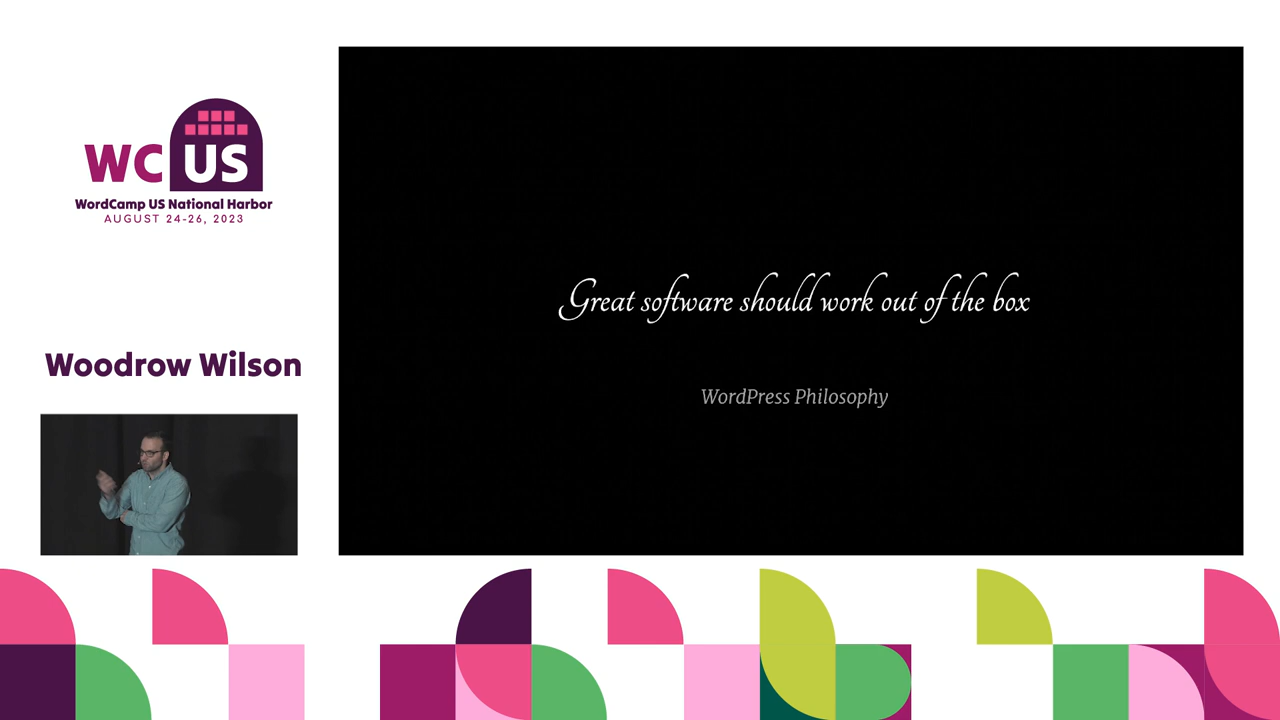 WC US
WordCamp US National Harbor
AUGUST 24-26, 2023
Great software should work out of the box
WordPress Philosophy
Woodrow Wilson